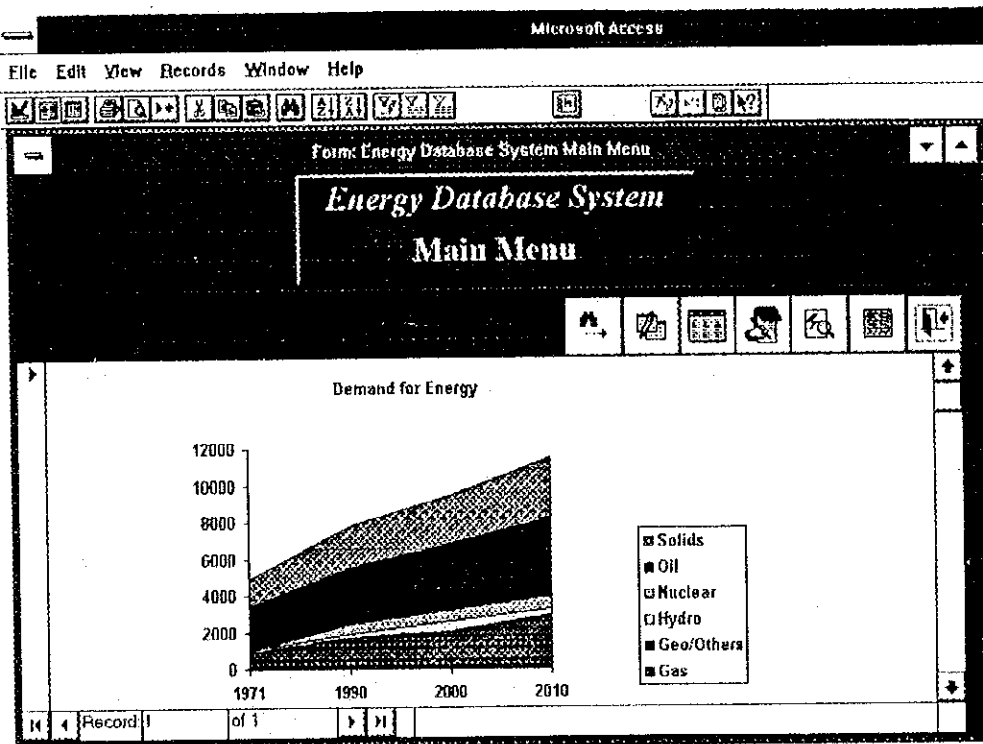 Microsoft Access
File Edit View Records Window Help
Form: Energy Database System Main Menu
Energy Database System
Main Menu
Demand for Energy
12000
10000
8000
6000
4000
2000
0
1971 1990 2000 2010
Solids
Oil
Nuclear
Hydro
Geo/Others
Gas
Record: 1 of 1